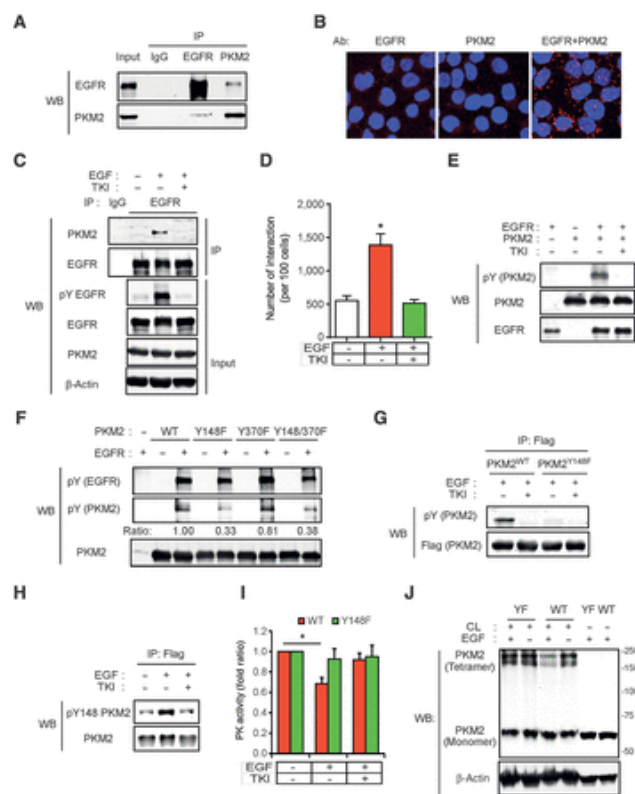 A
IP
Input IgG EGFR PKM2
WB
EGFR
PKM2
B
Ab: EGFR PKM2 EGFR+PKM2
C
EGF : – + +
TKI : – – +
IP : IgG EGFR
PKM2
EGFR
IP
WB
pY EGFR
EGFR
PKM2
β-Actin
Input
D
Number of interaction
(per 100 cells)
2,000
1,500
1,000
500
0
*
EGF – + +
TKI – – +
E
EGFR : + – + +
PKM2 : – + + +
TKI : – – – +
WB
pY (PKM2)
PKM2
EGFR
F
PKM2 : – WT Y148F Y370F Y148/370F
EGFR : + – + – + – + – +
WB
pY (EGFR)
pY (PKM2)
Ratio: 1.00 0.33 0.81 0.38
PKM2
G
IP: Flag
PKM2WT PKM2Y148F
EGF : + + + +
TKI : – + – +
WB
pY (PKM2)
Flag (PKM2)
H
IP: Flag
EGF : – + +
TKI : – – +
WB
pY148 PKM2
PKM2
I
WT Y148F
PK activity (fold ratio)
1.4
1.2
1.0
0.8
0.6
0.4
0.2
0
*
EGF – + +
TKI – – +
J
YF WT YF WT
CL : + + + + – –
EGF : + – + – + +
WB:
PKM2
(Tetramer)
PKM2
(Monomer)
β-Actin
250
150
100
75
50